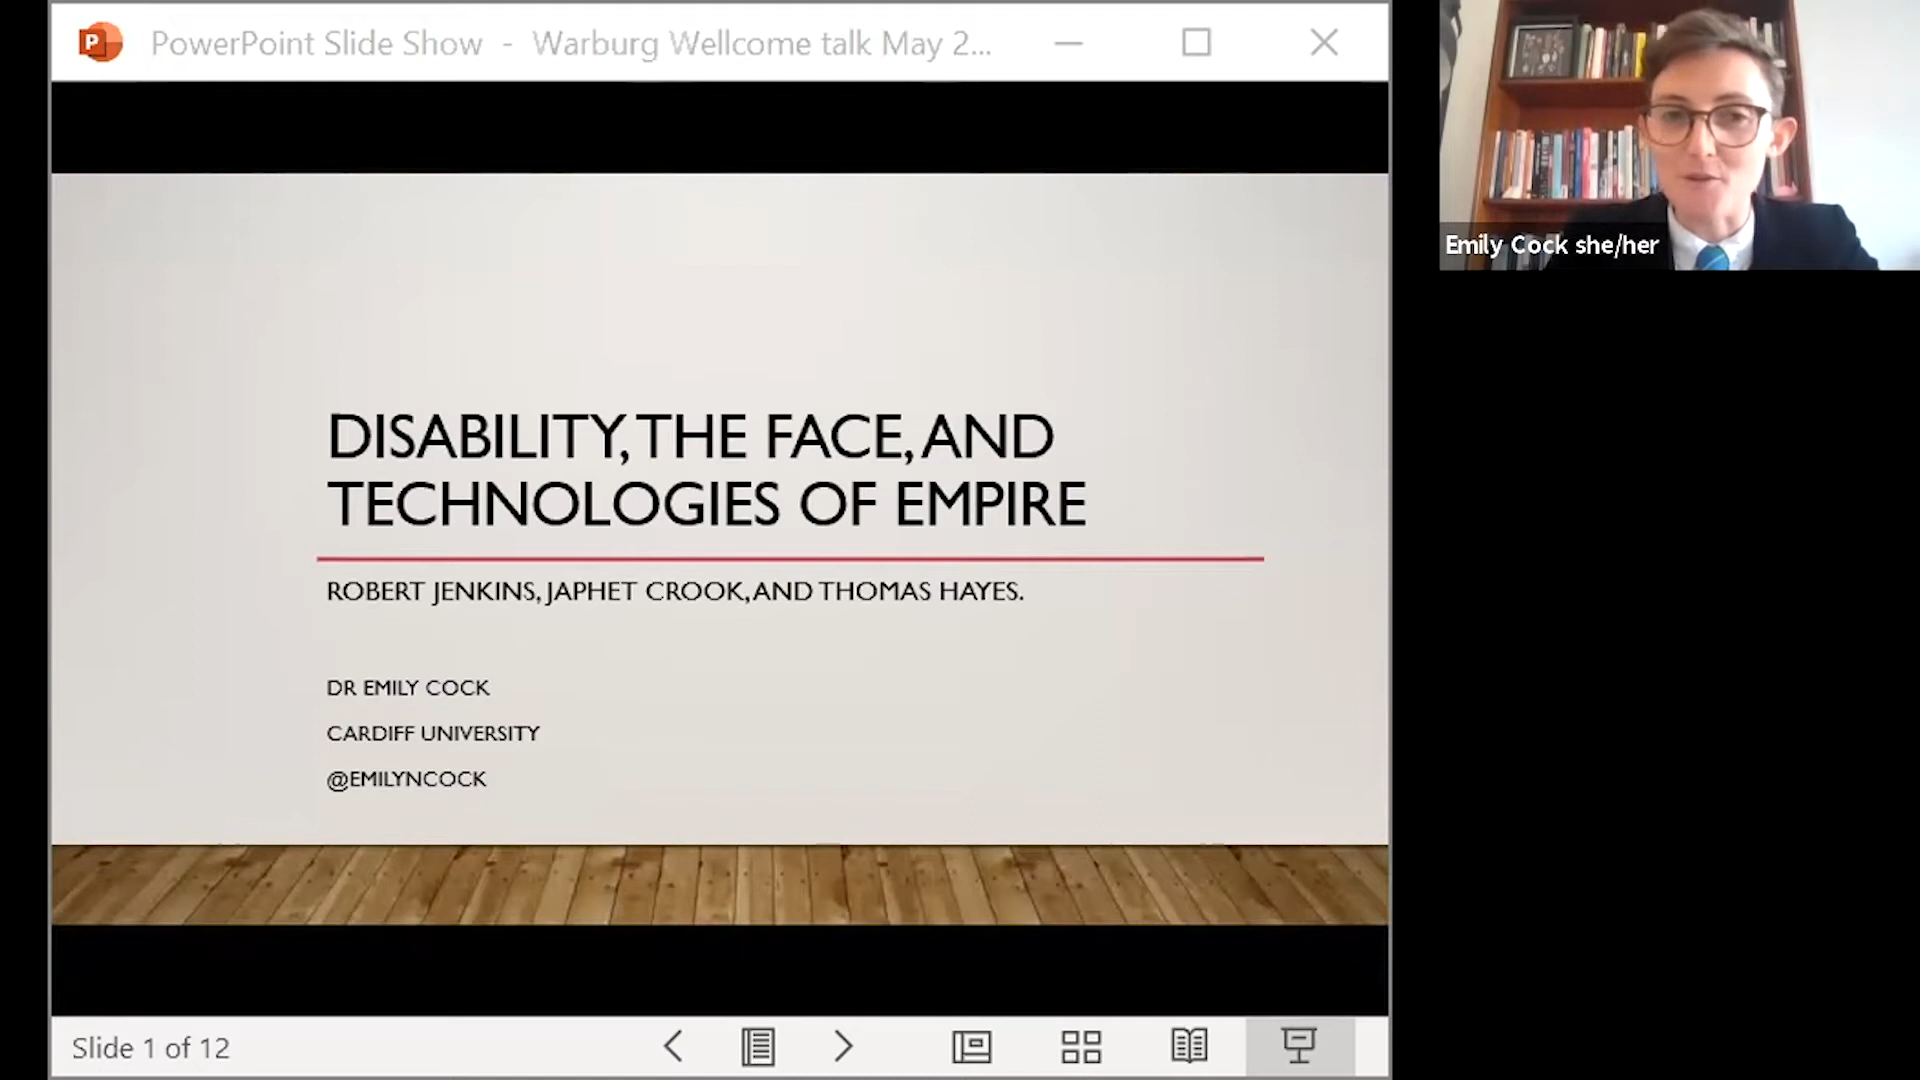 PowerPoint Slide Show - Warburg Wellcome talk May 2...
DISABILITY, THE FACE, AND
TECHNOLOGIES OF EMPIRE
ROBERT JENKINS, JAPHET CROOK, AND THOMAS HAYES.
DR EMILY COCK
CARDIFF UNIVERSITY
@EMILYNCOCK
Slide 1 of 12
Emily Cock she/her